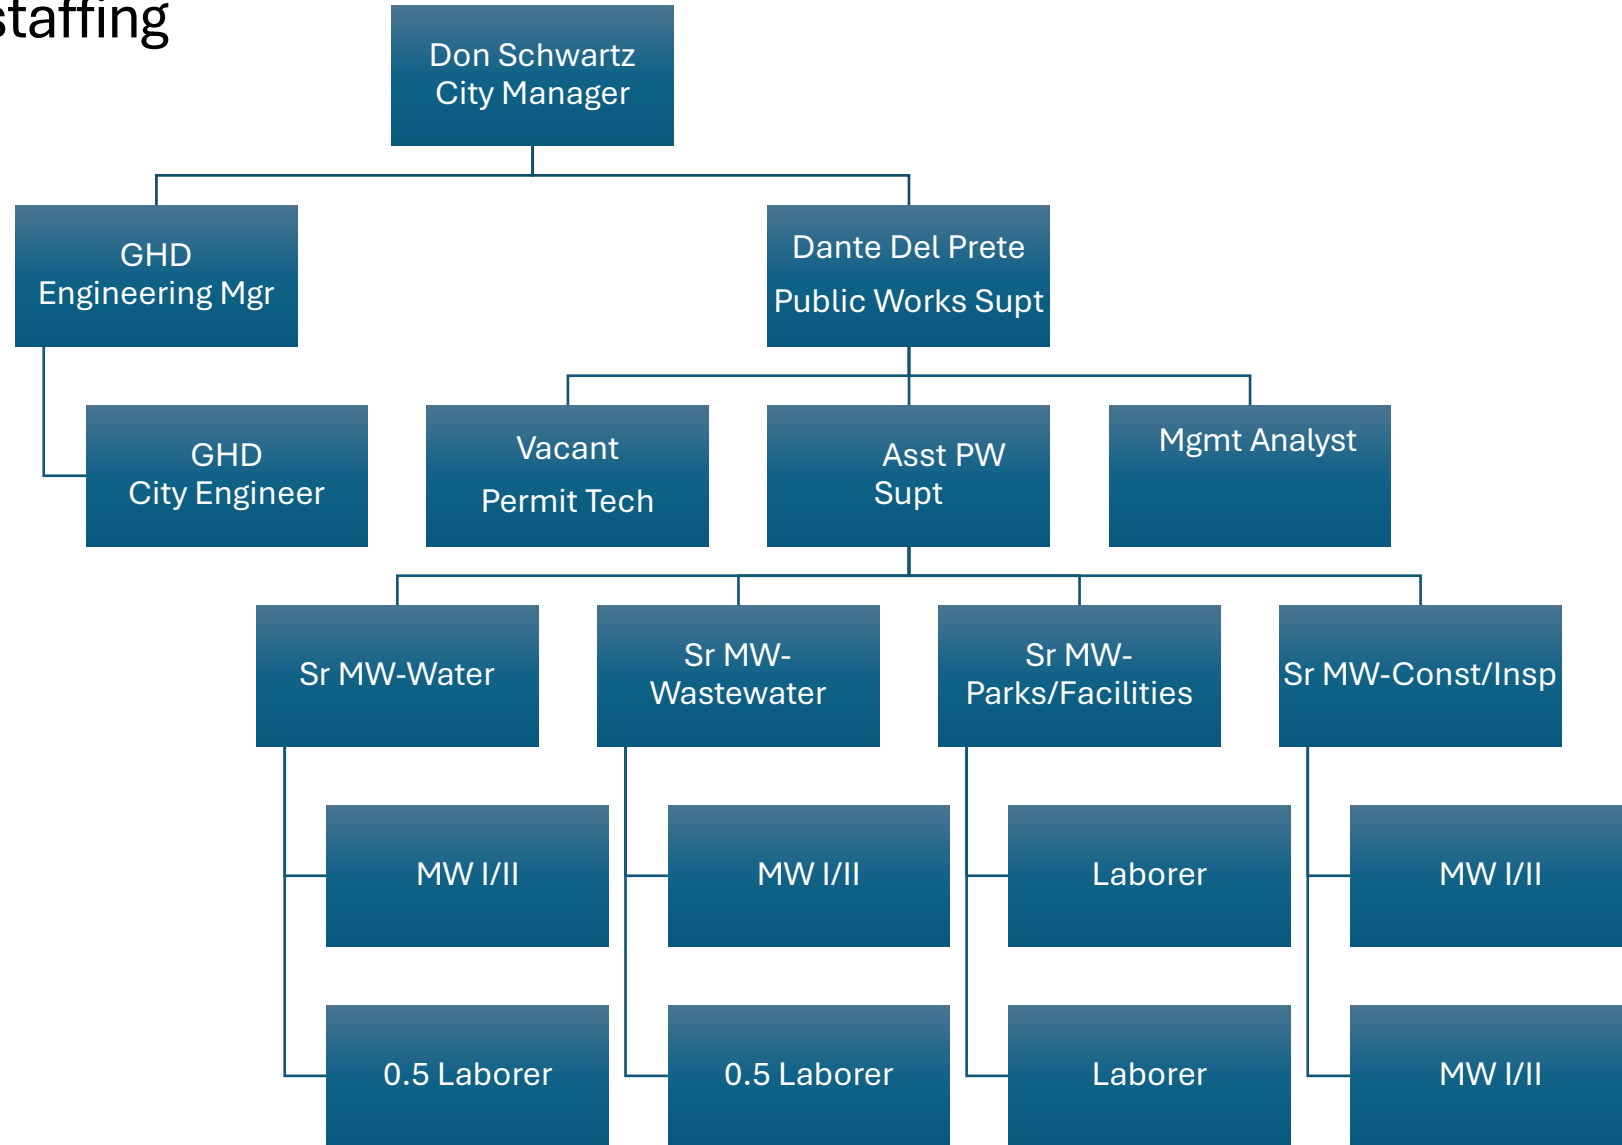 Don Schwartz
City Manager
GHD
Engineering Mgr
Dante Del Prete
Public Works Supt
GHD
City Engineer
Vacant
Permit Tech
Asst PW
Supt
Mgmt Analyst
Sr MW-Water
Sr MW-
Wastewater
Sr MW-
Parks/Facilities
Sr MW-Const/Insp
MW I/II
MW I/II
Laborer
MW I/II
0.5 Laborer
0.5 Laborer
Laborer
MW I/II